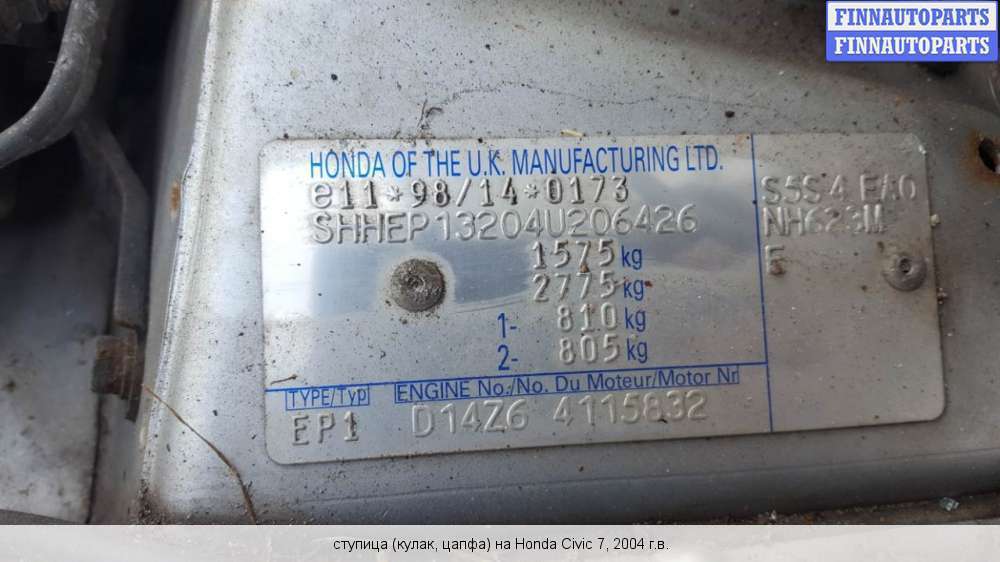 FINNAUTOPARTS
FINNAUTOPARTS
HONDA OF THE U.K. MANUFACTURING LTD.
e11*98/14*0173
SHHEP13204U206426
1575 kg
2775 kg
1- 810 kg
2- 805 kg
TYPE/Typ ENGINE No./No. Du Moteur/Motor Nr
EP1 D14Z6 4115832
S5S4 EA0
NH623M
E
ступица (кулак, цапфа) на Honda Civic 7, 2004 г.в.